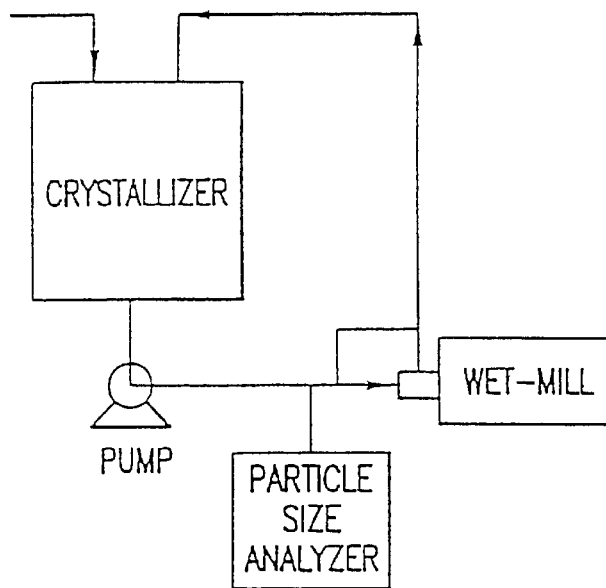 CRYSTALLIZER
WET-MILL
PUMP
PARTICLE
SIZE
ANALYZER